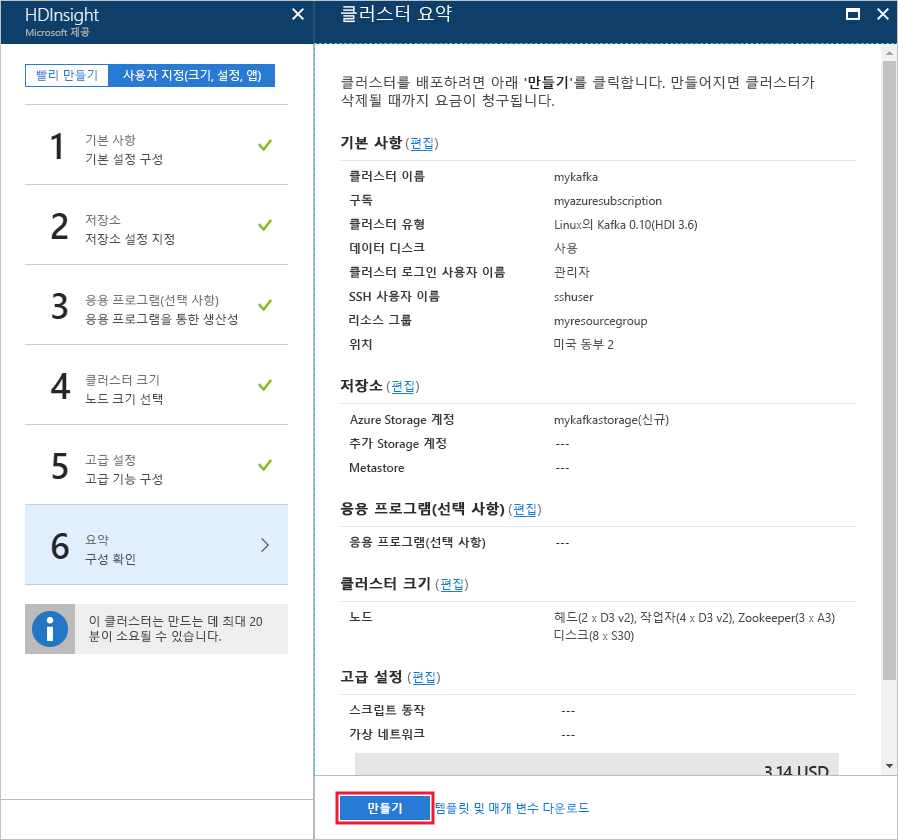 HDInsight
Microsoft 제공
빨리 만들기
사용자 지정(크기, 설정, 앱)
1
기본 사항
기본 설정 구성
2
저장소
저장소 설정 지정
3
응용 프로그램(선택 사항)
응용 프로그램을 통한 생산성
4
클러스터 크기
노드 크기 선택
5
고급 설정
고급 기능 구성
6
요약
구성 확인
이 클러스터는 만드는 데 최대 20
분이 소요될 수 있습니다.
클러스터 요약
클러스터를 배포하려면 아래 '만들기'를 클릭합니다. 만들어지면 클러스터가
삭제될 때까지 요금이 청구됩니다.
기본 사항 (편집)
클러스터 이름 mykafka
구독 myazuresubscription
클러스터 유형 Linux의 Kafka 0.10(HDI 3.6)
데이터 디스크 사용
클러스터 로그인 사용자 이름 관리자
SSH 사용자 이름 sshuser
리소스 그룹 myresourcegroup
위치 미국 동부 2
저장소 (편집)
Azure Storage 계정 mykafkastorage(신규)
추가 Storage 계정 ---
Metastore ---
응용 프로그램(선택 사항) (편집)
응용 프로그램(선택 사항) ---
클러스터 크기 (편집)
노드 헤드(2 x D3 v2), 작업자(4 x D3 v2), Zookeeper(3 x A3)
디스크(8 x S30)
고급 설정 (편집)
스크립트 동작 ---
가상 네트워크 ---
3.14 USD
만들기
템플릿 및 매개 변수 다운로드